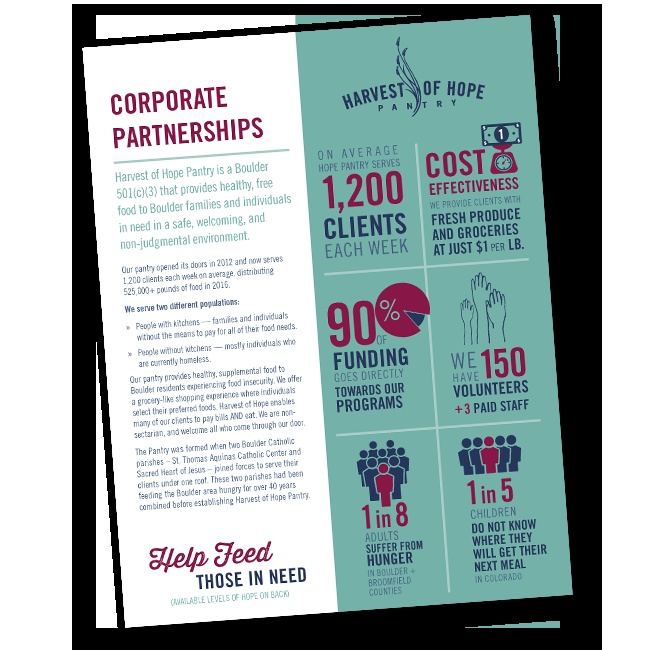 CORPORATE
PARTNERSHIPS
Harvest of Hope Pantry is a Boulder
501(c)(3) that provides healthy, free
food to Boulder families and individuals
in need in a safe, welcoming, and
non-judgmental environment.
Our pantry opened its doors in 2012 and now serves
1,200 clients each week on average, distributing
525,000+ pounds of food in 2016.
We serve two different populations:
» People with kitchens — families and individuals
without the means to pay for all of their food needs.
» People without kitchens — mostly individuals who
are currently homeless.
Our pantry provides healthy, supplemental food to
Boulder residents experiencing food insecurity. We offer
a grocery-like shopping experience where individuals
select their preferred foods. Harvest of Hope enables
many of our clients to pay bills AND eat. We are non-
sectarian, and welcome all who come through our door.
The Pantry was formed when two Boulder Catholic
parishes – St. Thomas Aquinas Catholic Center and
Sacred Heart of Jesus – joined forces to serve their
clients under one roof. These two parishes had been
feeding the Boulder area hungry for over 40 years
combined before establishing Harvest of Hope Pantry.
Help Feed
THOSE IN NEED
(AVAILABLE LEVELS OF HOPE ON BACK)
HARVEST OF HOPE
PANTRY
ON AVERAGE
HOPE PANTRY SERVES
1,200
CLIENTS
EACH WEEK
1
COST
EFFECTIVENESS
WE PROVIDE CLIENTS WITH
FRESH PRODUCE
AND GROCERIES
AT JUST $1 PER LB.
90%
OF
FUNDING
GOES DIRECTLY
TOWARDS OUR
PROGRAMS
WE HAVE 150
VOLUNTEERS
+3 PAID STAFF
1 in 8
ADULTS
SUFFER FROM
HUNGER
IN BOULDER +
BROOMFIELD
COUNTIES
1 in 5
CHILDREN
DO NOT KNOW
WHERE THEY
WILL GET THEIR
NEXT MEAL
IN COLORADO